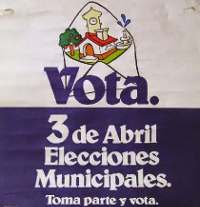 Vota.
3 de Abril
Elecciones
Municipales.
Toma parte y vota.